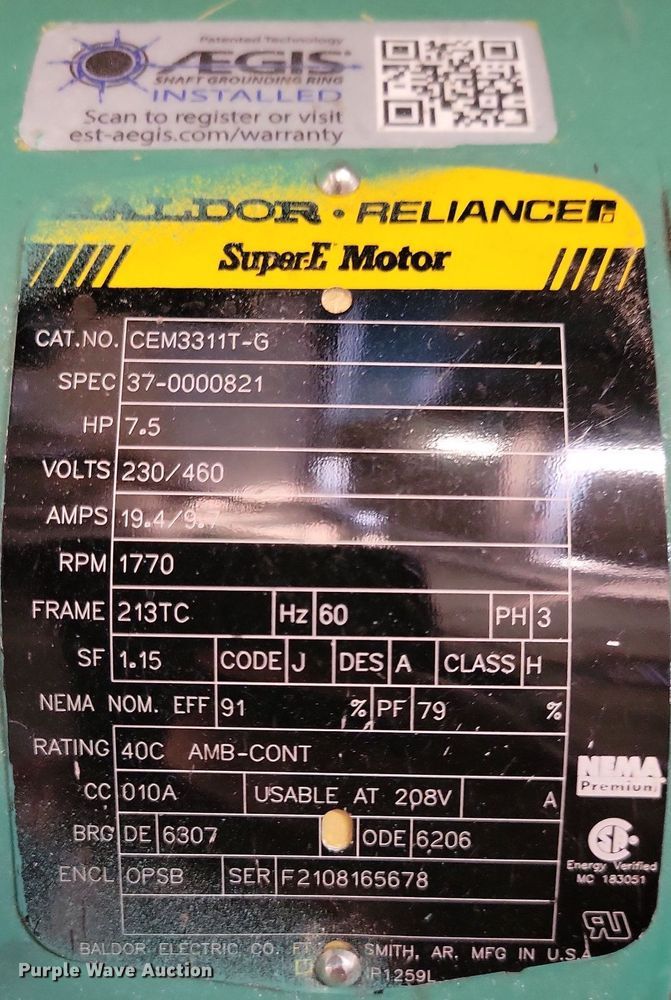 Patented Technology
ÆGIS®
SHAFT GROUNDING RING
INSTALLED
Scan to register or visit
est-aegis.com/warranty
BALDOR · RELIANCE
Super-E Motor
CAT.NO. CEM3311T-G
SPEC 37-0000821
HP 7.5
VOLTS 230/460
AMPS 19.4/9.
RPM 1770
FRAME 213TC Hz 60 PH 3
SF 1.15 CODE J DES A CLASS H
NEMA NOM. EFF 91 % PF 79 %
RATING 40C AMB-CONT
NEMA
Premium
CC 010A USABLE AT 208V A
BRG DE 6307 ODE 6206
Energy Verified
MC 183051
ENCL OPSB SER F2108165678
BALDOR ELECTRIC CO. FT SMITH, AR. MFG IN U.S.A
Purple Wave Auction
P1259L